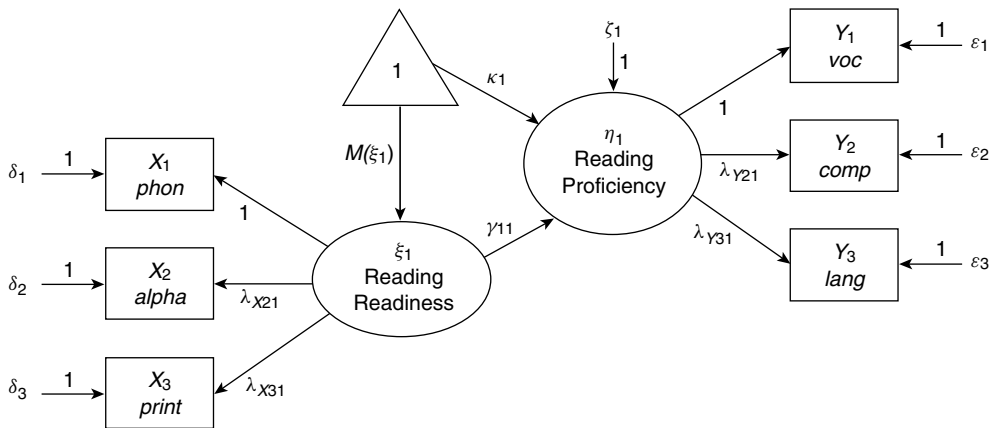 ζ1
1
Y1
voc
1
ε1
1
κ1
1
η1
Reading
Proficiency
Y2
comp
1
ε2
λY21
M(ξ1)
X1
phon
1
δ1
1
γ11
λY31
Y3
lang
1
ε3
ξ1
Reading
Readiness
X2
alpha
1
δ2
λX21
X3
print
1
δ3
λX31